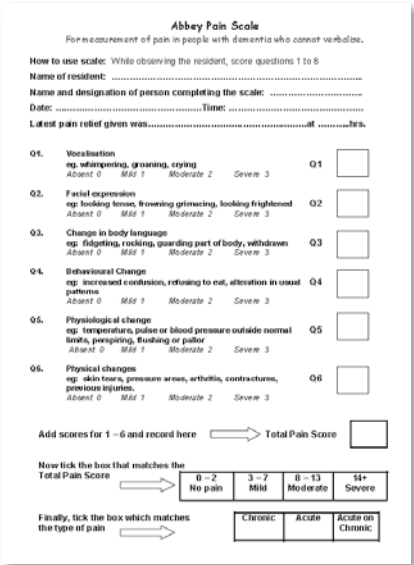 Abbey Pain Scale
For measurement of pain in people with dementia who cannot verbalise.
How to use scale: While observing the resident, score questions 1 to 6
Name of resident: ..............................................................................
Name and designation of person completing the scale: .............................
Date: ..............................................Time: ...........................................
Latest pain relief given was..................................................at ..........hrs.
Q1. Vocalisation
eg. whimpering, groaning, crying Q1
Absent 0 Mild 1 Moderate 2 Severe 3
Q2. Facial expression
eg: looking tense, frowning grimacing, looking frightened Q2
Absent 0 Mild 1 Moderate 2 Severe 3
Q3. Change in body language
eg: fidgeting, rocking, guarding part of body, withdrawn Q3
Absent 0 Mild 1 Moderate 2 Severe 3
Q4. Behavioural Change
eg: increased confusion, refusing to eat, alteration in usual Q4
patterns
Absent 0 Mild 1 Moderate 2 Severe 3
Q5. Physiological change
eg: temperature, pulse or blood pressure outside normal Q5
limits, perspiring, flushing or pallor
Absent 0 Mild 1 Moderate 2 Severe 3
Q6. Physical changes
eg: skin tears, pressure areas, arthritis, contractures, Q6
previous injuries.
Absent 0 Mild 1 Moderate 2 Severe 3
Add scores for 1 – 6 and record here Total Pain Score
Now tick the box that matches the
Total Pain Score
0 – 2 3 – 7 8 – 13 14+
No pain Mild Moderate Severe
Finally, tick the box which matches
the type of pain
Chronic Acute Acute on
Chronic